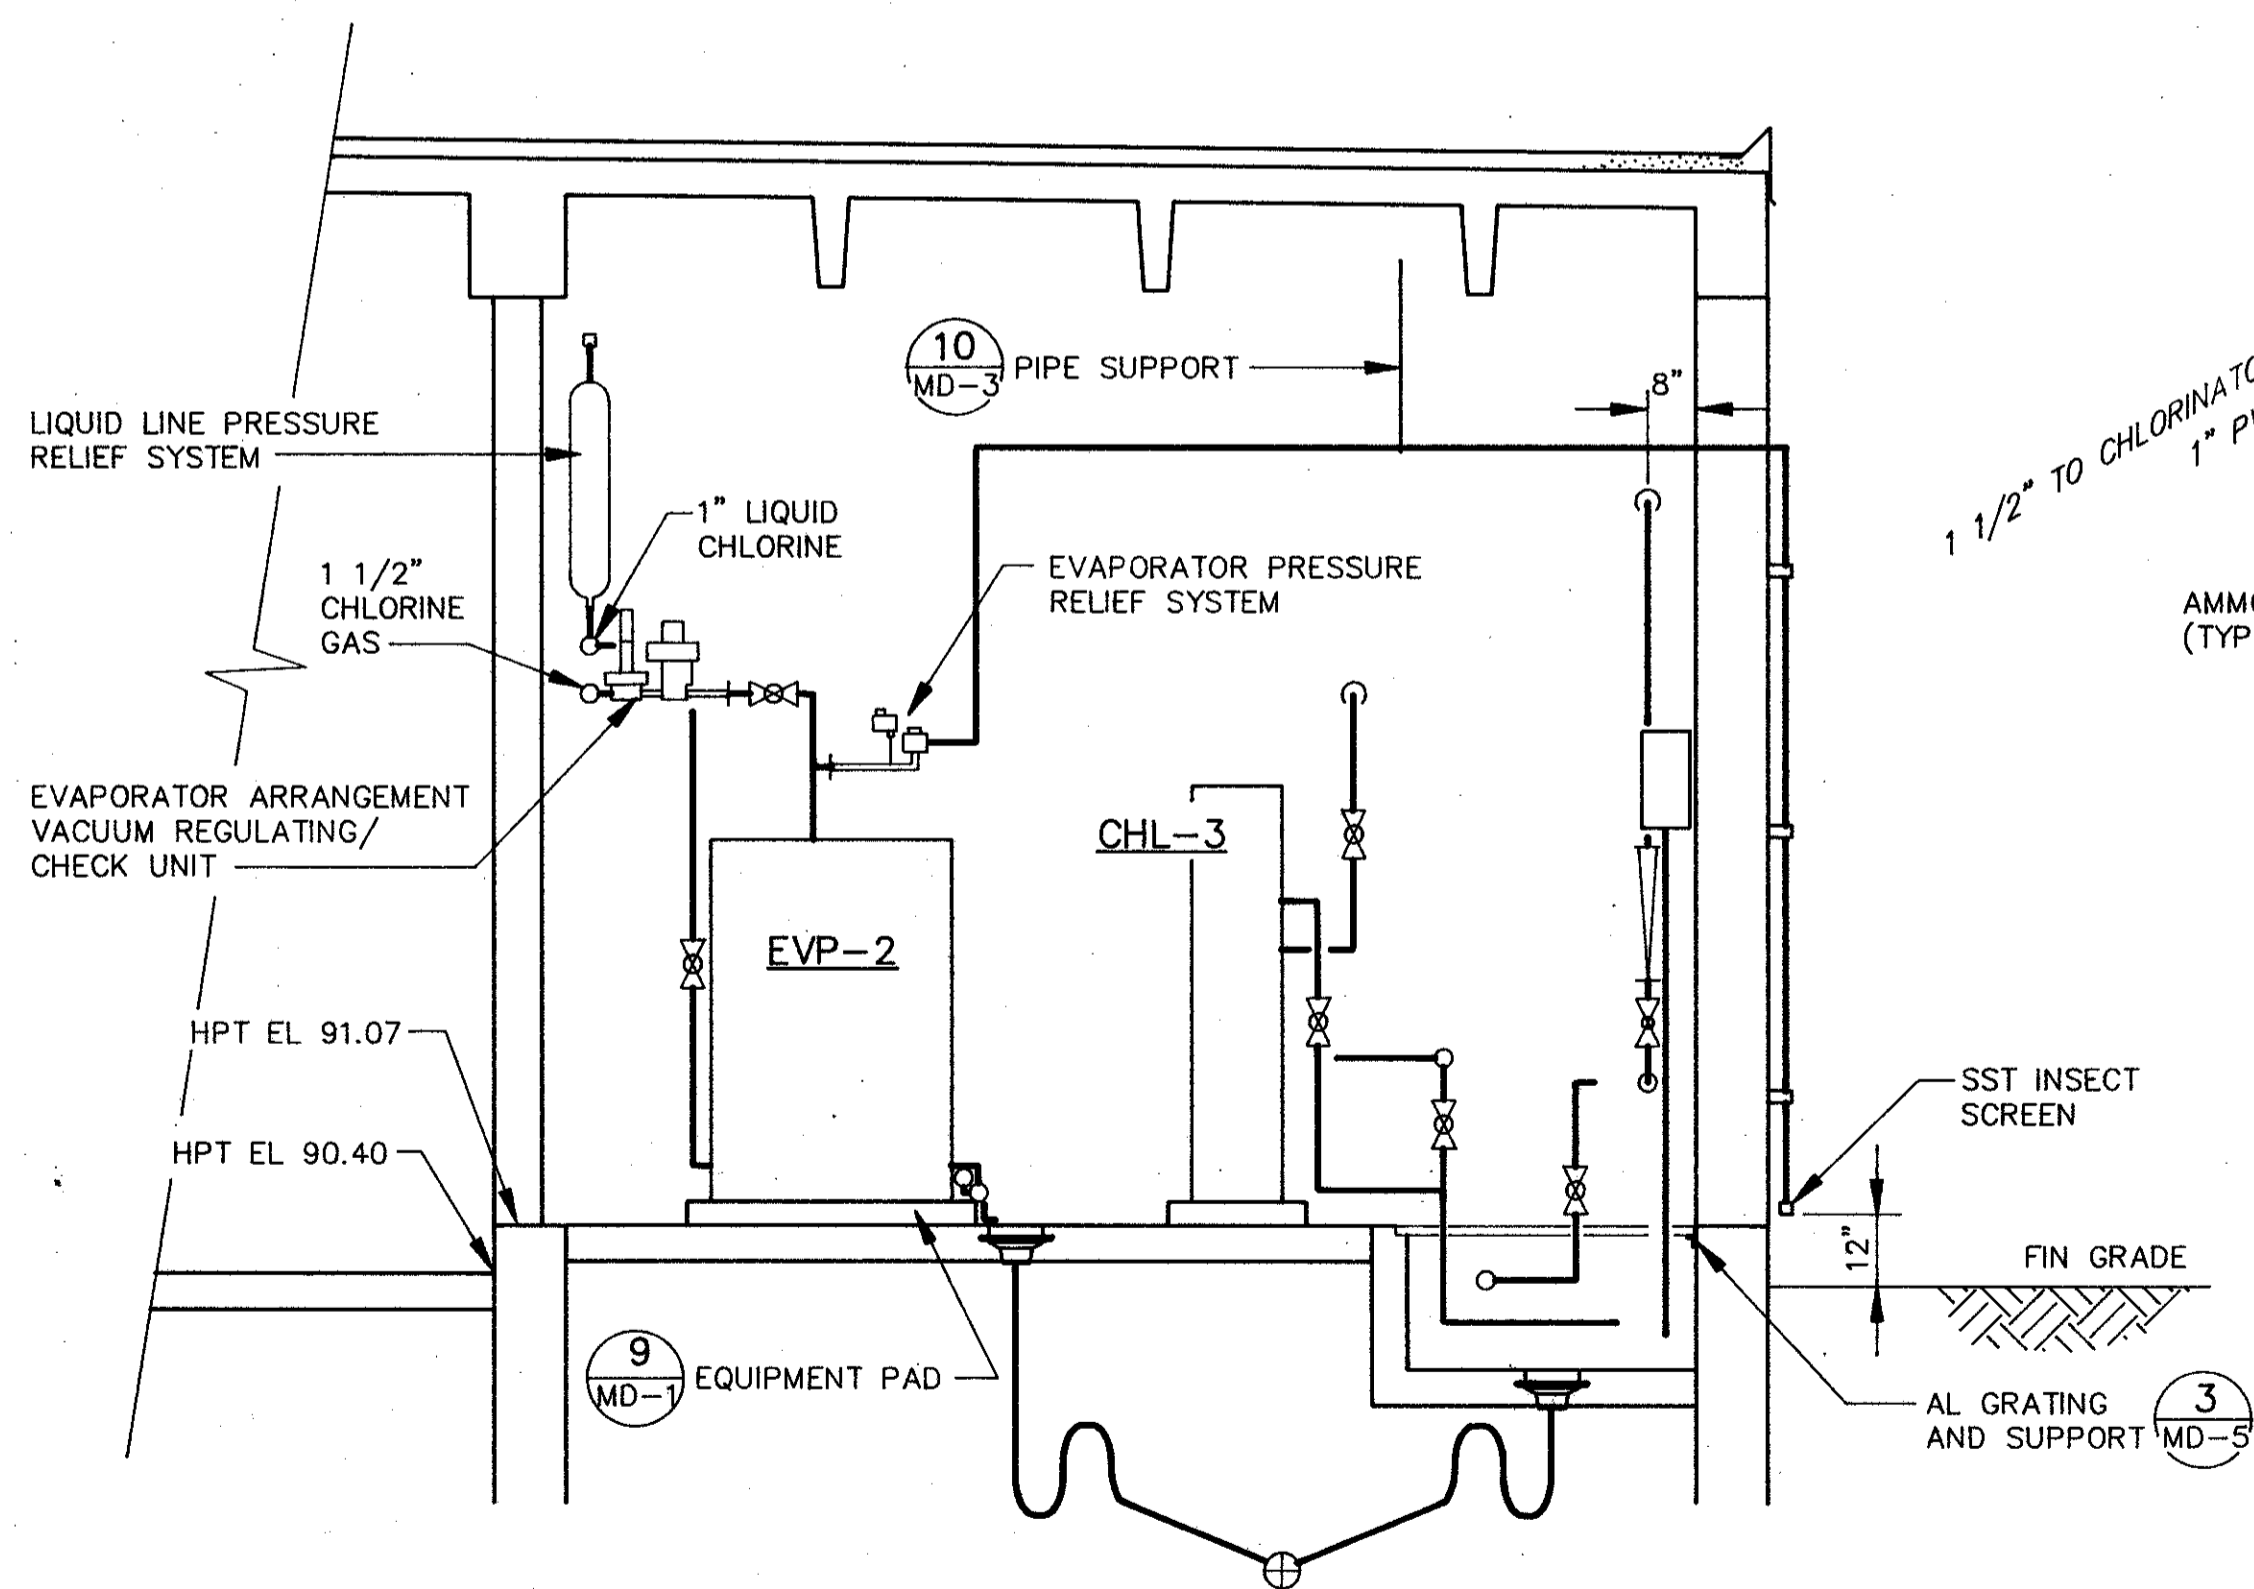 10
MD-3
PIPE SUPPORT
8"
LIQUID LINE PRESSURE
RELIEF SYSTEM
1" LIQUID
CHLORINE
1 1/2"
CHLORINE
GAS
EVAPORATOR PRESSURE
RELIEF SYSTEM
1 1/2" TO CHLORINATO
1" P
AMM
(TYP
EVAPORATOR ARRANGEMENT
VACUUM REGULATING/
CHECK UNIT
CHL-3
EVP-2
HPT EL 91.07
HPT EL 90.40
SST INSECT
SCREEN
12"
FIN GRADE
9
MD-1
EQUIPMENT PAD
AL GRATING
AND SUPPORT
3
MD-5